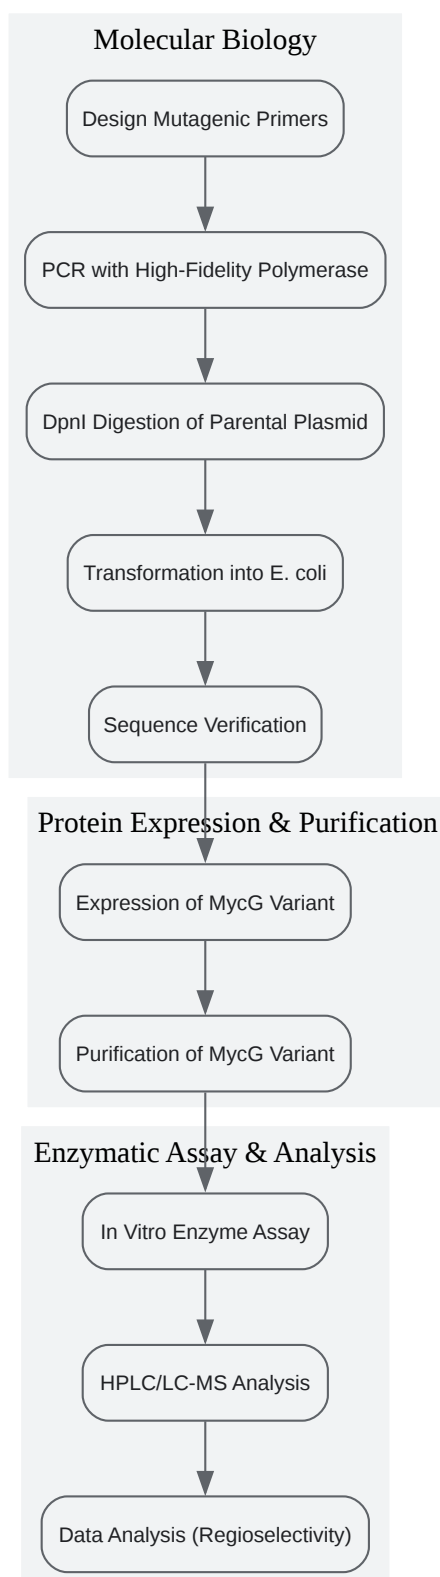 Molecular Biology
Design Mutagenic Primers
PCR with High-Fidelity Polymerase
DpnI Digestion of Parental Plasmid
Transformation into E. coli
Sequence Verification
Protein Expression & Purification
Expression of MycG Variant
Purification of MycG Variant
Enzymatic Assay & Analysis
In Vitro Enzyme Assay
HPLC/LC-MS Analysis
Data Analysis (Regioselectivity)